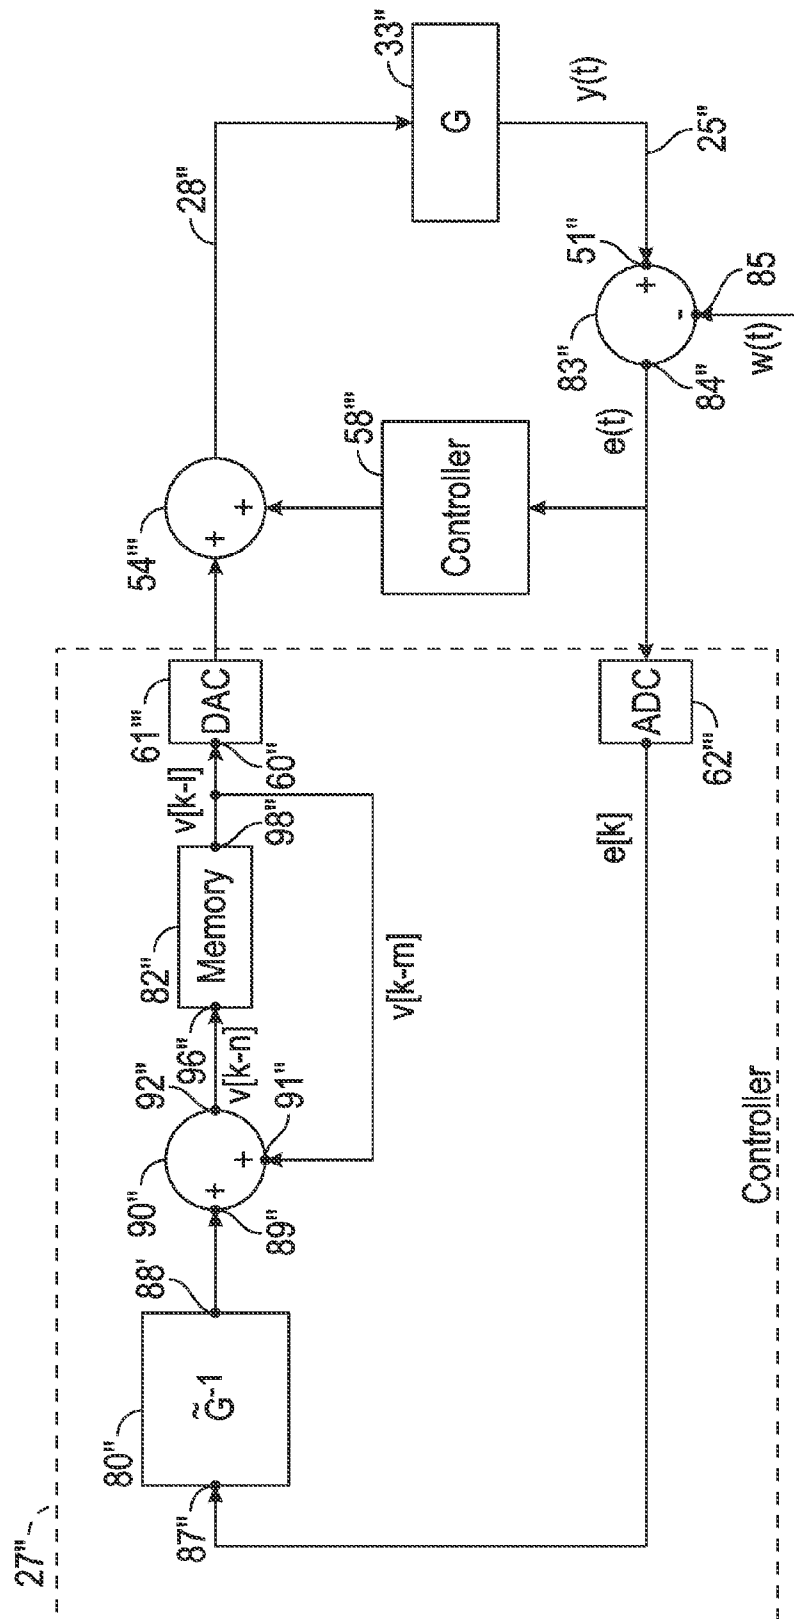 27''
80''
G̃-1
87''
88'
89''
90''
+
+
91''
92''
96''
v[k-n]
82''
Memory
98''
v[k-l]
60''
61'''
DAC
v[k-m]
54'''
+
+
28''
58'''
Controller
33''
G
y(t)
25''
51''
+
-
83''
84''
85
w(t)
e(t)
ADC
62'''
e[k]
Controller